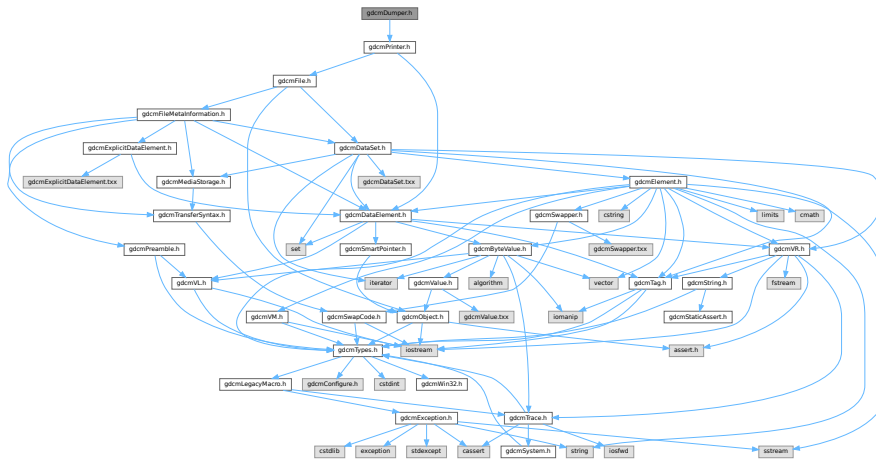 gdcmDumper.h
gdcmPrinter.h
gdcmFile.h
gdcmFileMetaInformation.h
gdcmExplicitDataElement.h
gdcmDataSet.h
gdcmExplicitDataElement.txx
gdcmMediaStorage.h
gdcmDataSet.txx
gdcmElement.h
gdcmTransferSyntax.h
gdcmDataElement.h
gdcmSwapper.h
cstring
limits
cmath
gdcmPreamble.h
set
gdcmSmartPointer.h
gdcmByteValue.h
gdcmSwapper.txx
gdcmVR.h
gdcmVL.h
iterator
gdcmValue.h
algorithm
vector
gdcmTag.h
gdcmString.h
fstream
gdcmVM.h
gdcmSwapCode.h
gdcmObject.h
gdcmValue.txx
iomanip
gdcmStaticAssert.h
gdcmTypes.h
iostream
assert.h
gdcmLegacyMacro.h
gdcmConfigure.h
cstdint
gdcmWin32.h
gdcmException.h
gdcmTrace.h
cstdlib
exception
stdexcept
cassert
gdcmSystem.h
string
iosfwd
sstream